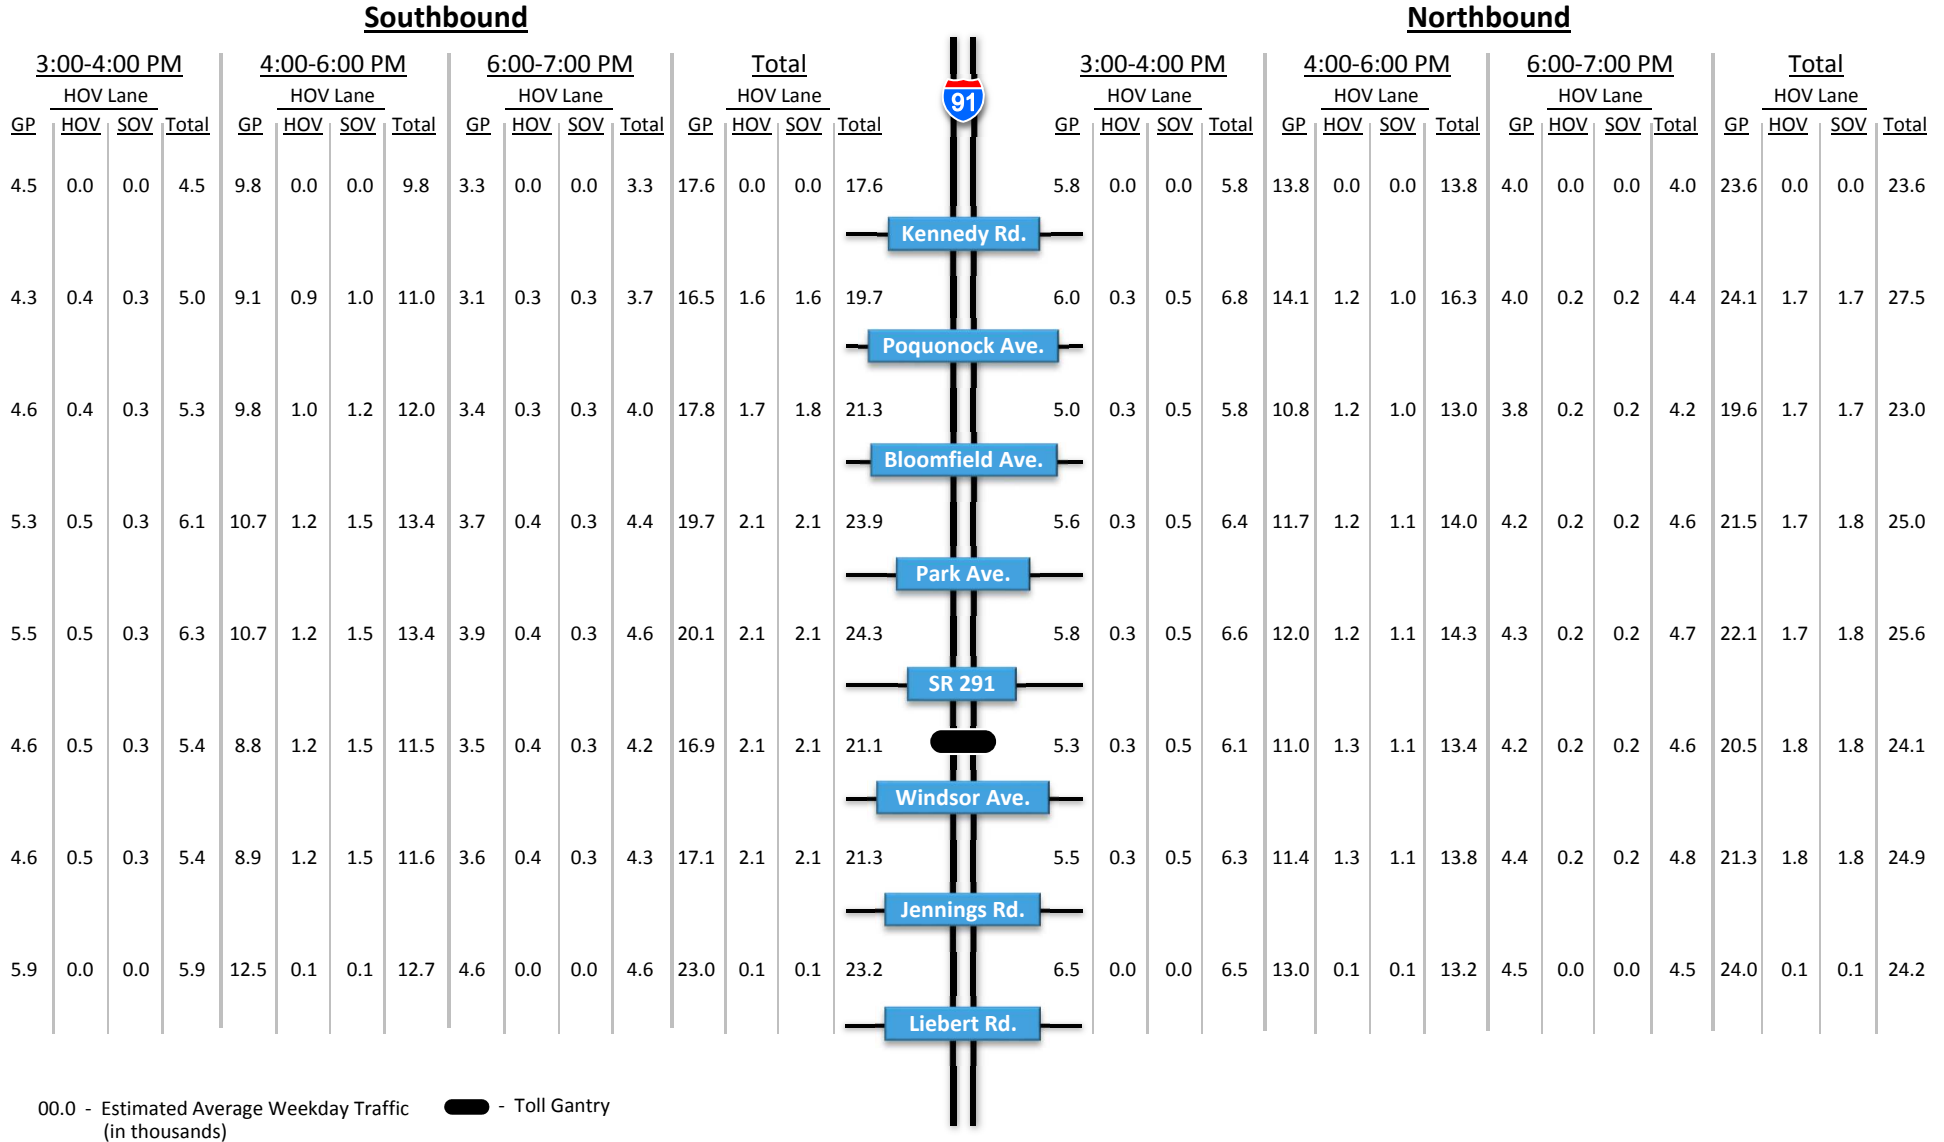 Southbound Northbound
3:00-4:00 PM 4:00-6:00 PM 6:00-7:00 PM Total 3:00-4:00 PM 4:00-6:00 PM 6:00-7:00 PM Total
HOV Lane HOV Lane HOV Lane HOV Lane 91 HOV Lane HOV Lane HOV Lane HOV Lane
GP HOV SOV Total GP HOV SOV Total GP HOV SOV Total GP HOV SOV Total GP HOV SOV Total GP HOV SOV Total GP HOV SOV Total GP HOV SOV Total
4.5 0.0 0.0 4.5 9.8 0.0 0.0 9.8 3.3 0.0 0.0 3.3 17.6 0.0 0.0 17.6 5.8 0.0 0.0 5.8 13.8 0.0 0.0 13.8 4.0 0.0 0.0 4.0 23.6 0.0 0.0 23.6
Kennedy Rd.
4.3 0.4 0.3 5.0 9.1 0.9 1.0 11.0 3.1 0.3 0.3 3.7 16.5 1.6 1.6 19.7 6.0 0.3 0.5 6.8 14.1 1.2 1.0 16.3 4.0 0.2 0.2 4.4 24.1 1.7 1.7 27.5
Poquonock Ave.
4.6 0.4 0.3 5.3 9.8 1.0 1.2 12.0 3.4 0.3 0.3 4.0 17.8 1.7 1.8 21.3 5.0 0.3 0.5 5.8 10.8 1.2 1.0 13.0 3.8 0.2 0.2 4.2 19.6 1.7 1.7 23.0
Bloomfield Ave.
5.3 0.5 0.3 6.1 10.7 1.2 1.5 13.4 3.7 0.4 0.3 4.4 19.7 2.1 2.1 23.9 5.6 0.3 0.5 6.4 11.7 1.2 1.1 14.0 4.2 0.2 0.2 4.6 21.5 1.7 1.8 25.0
Park Ave.
5.5 0.5 0.3 6.3 10.7 1.2 1.5 13.4 3.9 0.4 0.3 4.6 20.1 2.1 2.1 24.3 5.8 0.3 0.5 6.6 12.0 1.2 1.1 14.3 4.3 0.2 0.2 4.7 22.1 1.7 1.8 25.6
SR 291
4.6 0.5 0.3 5.4 8.8 1.2 1.5 11.5 3.5 0.4 0.3 4.2 16.9 2.1 2.1 21.1 5.3 0.3 0.5 6.1 11.0 1.3 1.1 13.4 4.2 0.2 0.2 4.6 20.5 1.8 1.8 24.1
Windsor Ave.
4.6 0.5 0.3 5.4 8.9 1.2 1.5 11.6 3.6 0.4 0.3 4.3 17.1 2.1 2.1 21.3 5.5 0.3 0.5 6.3 11.4 1.3 1.1 13.8 4.4 0.2 0.2 4.8 21.3 1.8 1.8 24.9
Jennings Rd.
5.9 0.0 0.0 5.9 12.5 0.1 0.1 12.7 4.6 0.0 0.0 4.6 23.0 0.1 0.1 23.2 6.5 0.0 0.0 6.5 13.0 0.1 0.1 13.2 4.5 0.0 0.0 4.5 24.0 0.1 0.1 24.2
Liebert Rd.
00.0 - Estimated Average Weekday Traffic - Toll Gantry
(in thousands)